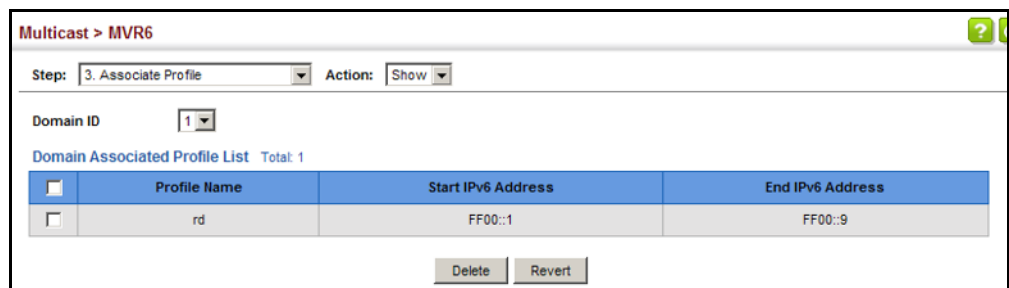 Multicast > MVR6
?
Step: 3. Associate Profile Action: Show
Domain ID 1
Domain Associated Profile List Total: 1
Profile Name Start IPv6 Address End IPv6 Address
rd FF00::1 FF00::9
Delete Revert